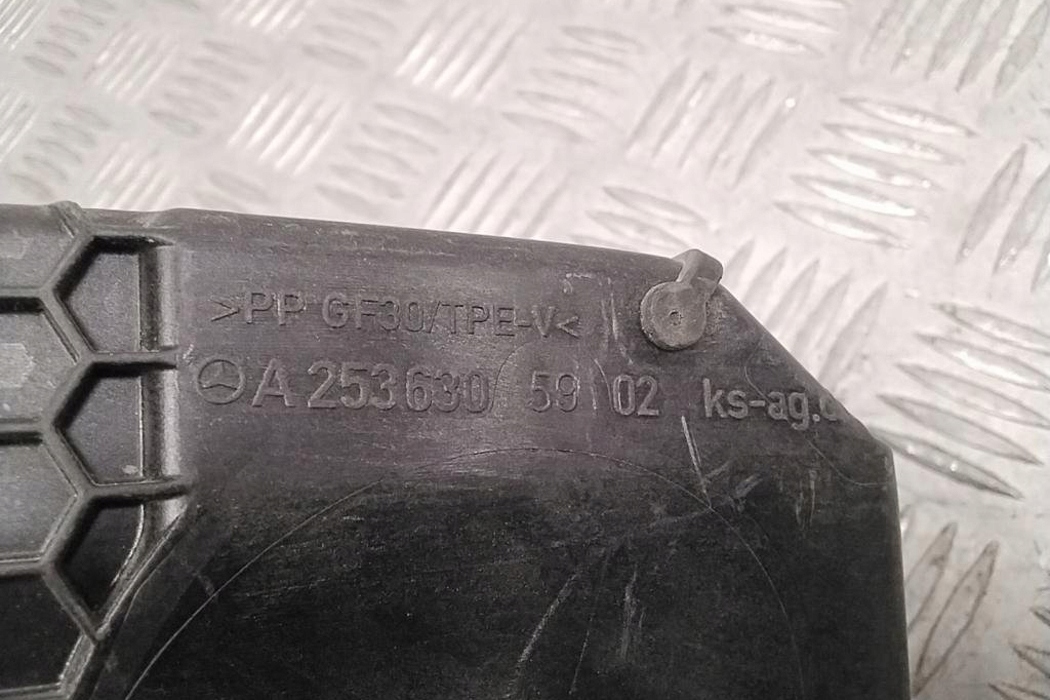 >PP GF30/TPE-V<
A 253 630 59 02 ks-ag.